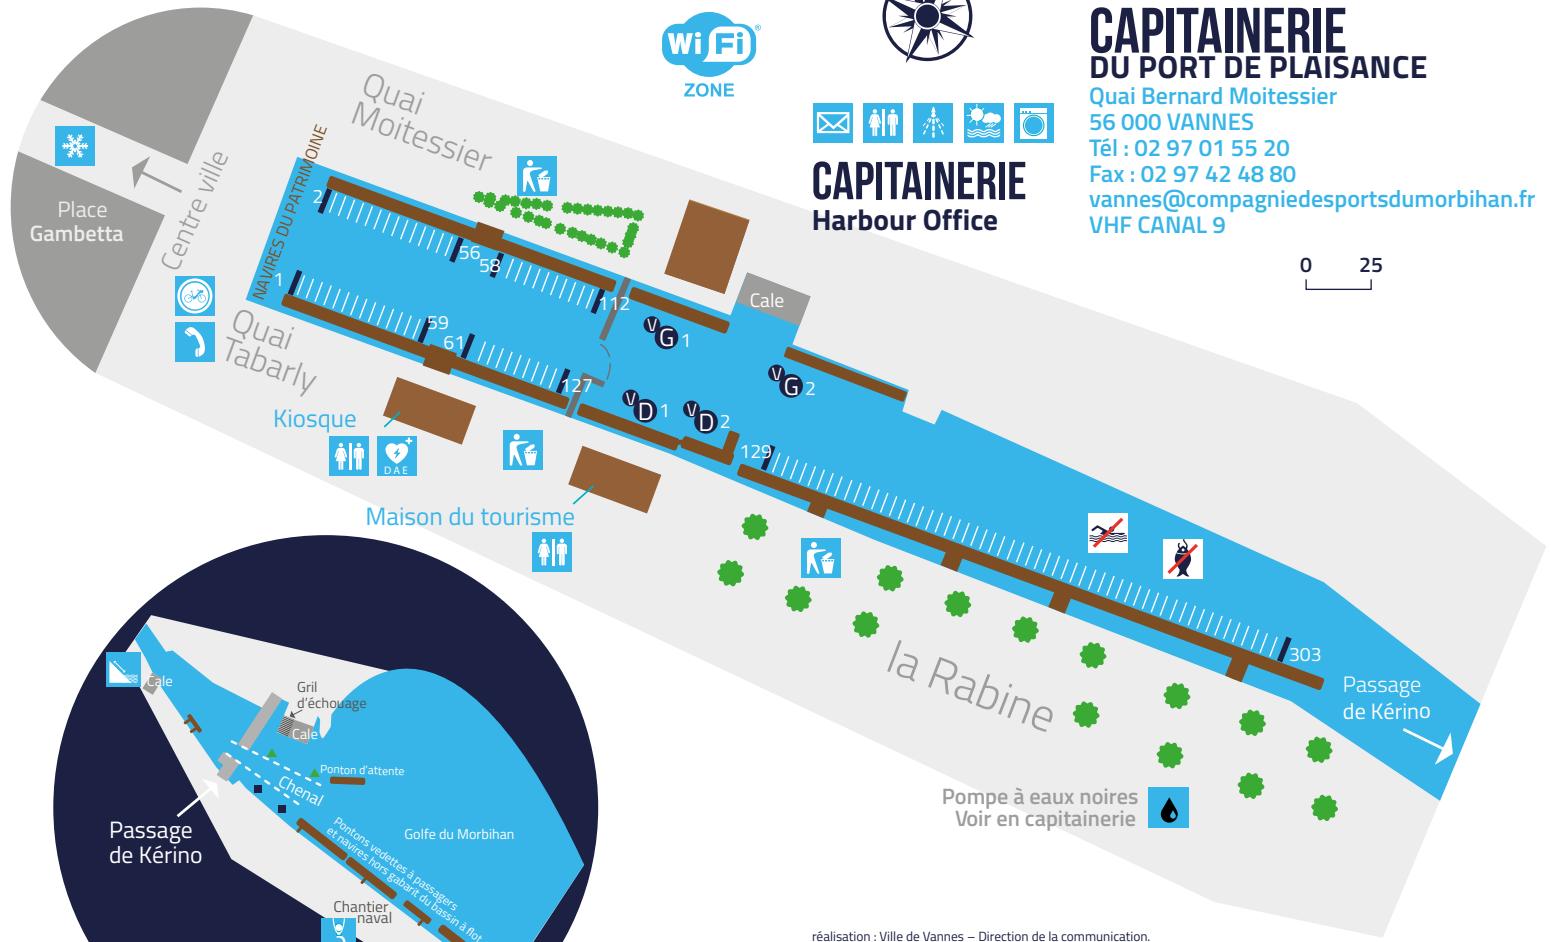 WiFi®
ZONE
CAPITAINERIE
DU PORT DE PLAISANCE
Quai Bernard Moitessier
56 000 VANNES
Tél : 02 97 01 55 20
Fax : 02 97 42 48 80
vannes@compagniedesportsdumorbihan.fr
VHF CANAL 9
CAPITAINERIE
Harbour Office
0 25
Quai
Moitessier
Place
Gambetta
Centre ville
NAVIRES DU PATRIMOINE
2
56
58
112
1
59
61
127
Quai
Tabarly
Cale
V G 1
V G 2
V D 1
V D 2
129
303
Kiosque
DAE
Maison du tourisme
la Rabine
Passage
de Kérino
Pompe à eaux noires
Voir en capitainerie
Cale
Gril
d'échouage
Cale
Ponton d'attente
Chenal
Passage
de Kérino
Golfe du Morbihan
Pontons vedettes à passagers
et navires hors gabarit du bassin à flot
Chantier
naval
réalisation : Ville de Vannes – Direction de la communication.